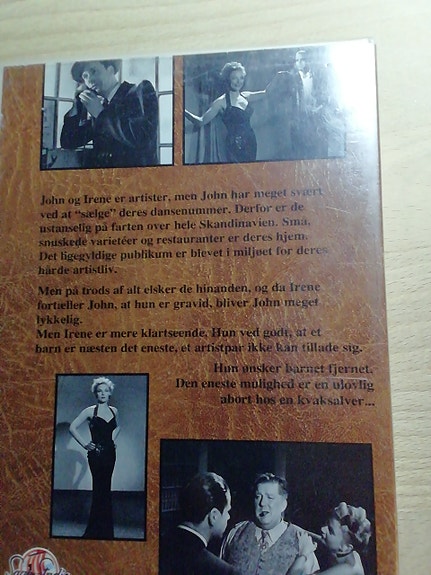 John og Irene er artister, men John har meget svært
ved at "sælge" deres dansenummer. Derfor er de
ustanselig på farten over hele Skandinavien. Små,
snuskede varietéer og restauranter er deres hjem.
Det ligegyldige publikum er blevet i miljøet for deres
hårde artistliv.
Men på trods af alt elsker de hinanden, og da Irene
fortæller John, at hun er gravid, bliver John meget
lykkelig.
Men Irene er mere klartseende. Hun ved godt, at et
barn er næsten det eneste, et artistpar ikke kan tillade sig.
Hun ønsker barnet fjernet.
Den eneste mulighed er en ulovlig
abort hos en kvaksalver...